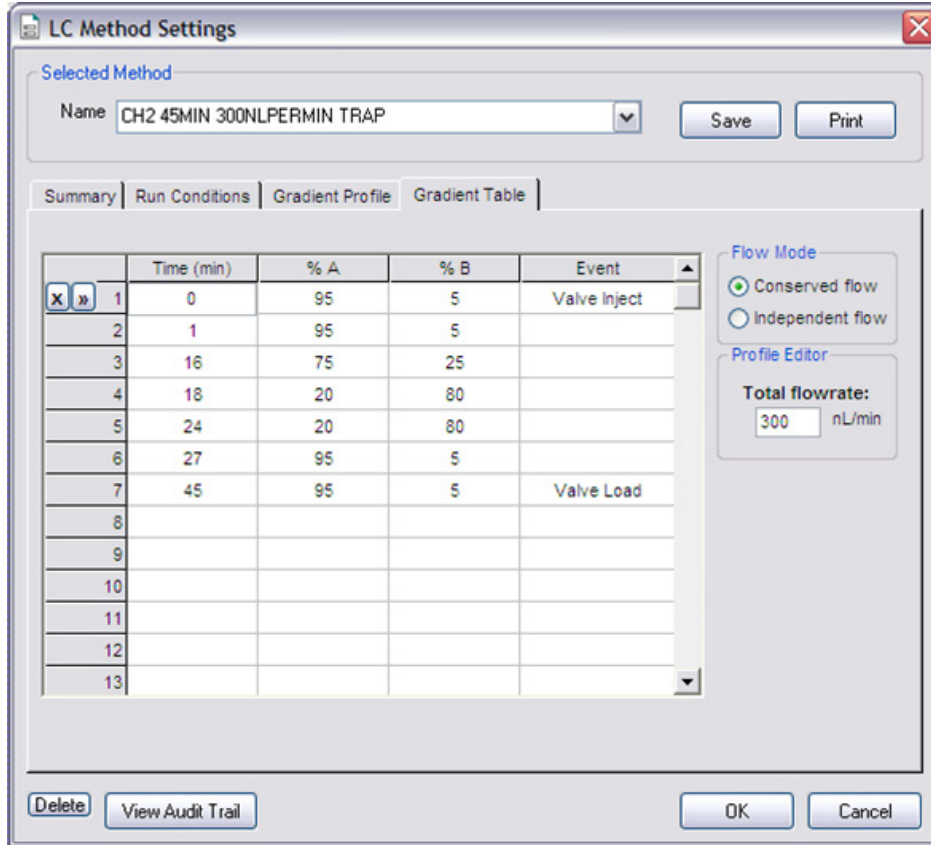 LC Method Settings
Selected Method
Name CH2 45MIN 300NLPERMIN TRAP Save Print
Summary Run Conditions Gradient Profile Gradient Table
Time (min) % A % B Event
x » 1 0 95 5 Valve Inject
2 1 95 5
3 16 75 25
4 18 20 80
5 24 20 80
6 27 95 5
7 45 95 5 Valve Load
8
9
10
11
12
13
Flow Mode
Conserved flow
Independent flow
Profile Editor
Total flowrate:
300 nL/min
Delete View Audit Trail OK Cancel